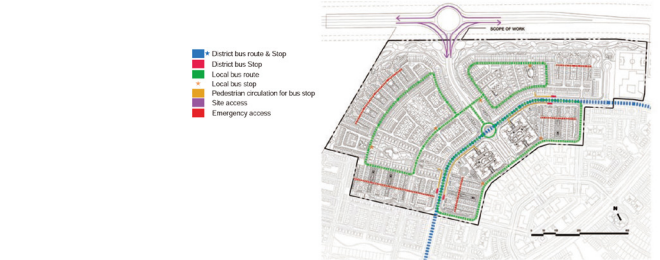 SCOPE OF WORK
District bus route & Stop
District bus Stop
Local bus route
Local bus stop
Pedestrian circulation for bus stop
Site access
Emergency access
N